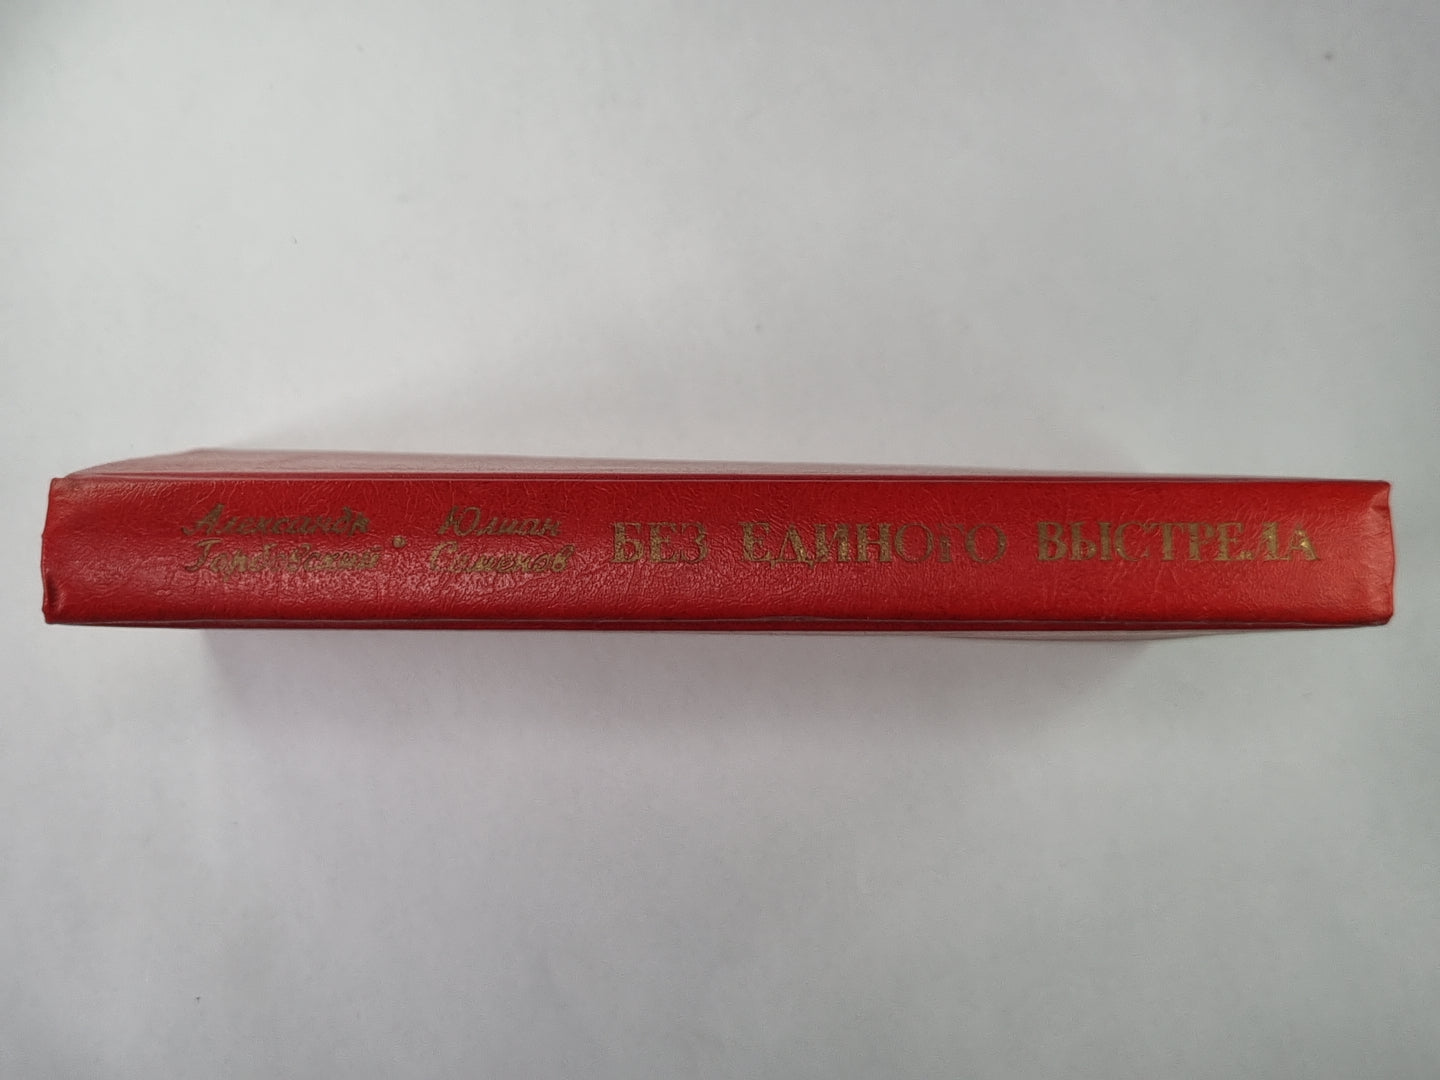 Александр
Горбовский
•
Юлиан
Семенов
БЕЗ ЕДИНОГО ВЫСТРЕЛА